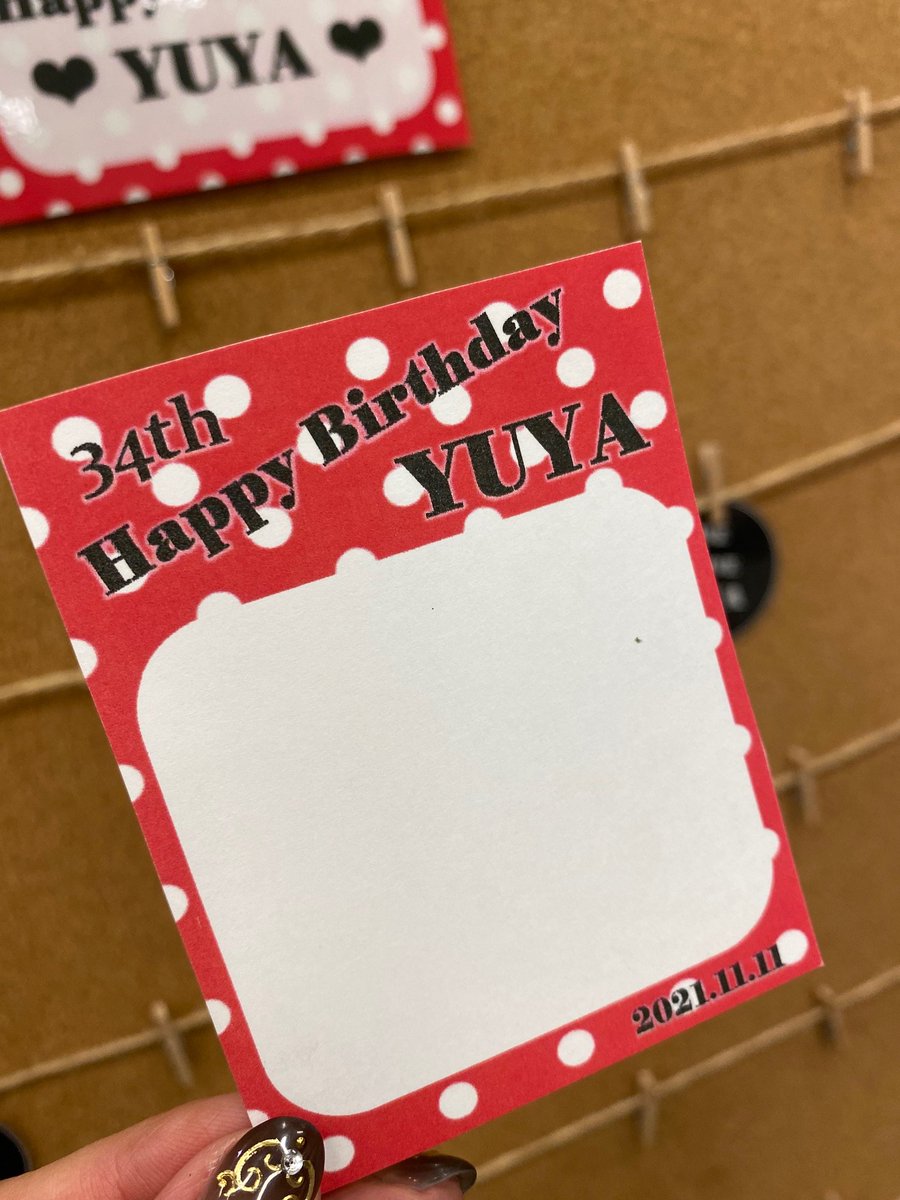 Happy
♥ YUYA ♥
34th
Happy Birthday
YUYA
2021.11.11